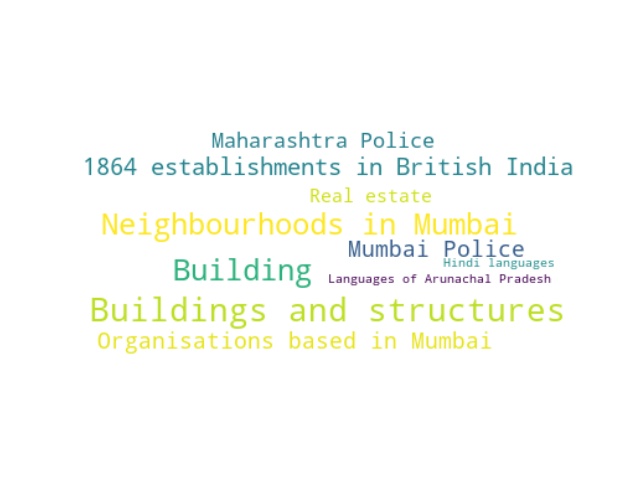 Maharashtra Police
1864 establishments in British India
Real estate
Neighbourhoods in Mumbai
Mumbai Police
Hindi languages
Building
Languages of Arunachal Pradesh
Buildings and structures
Organisations based in Mumbai